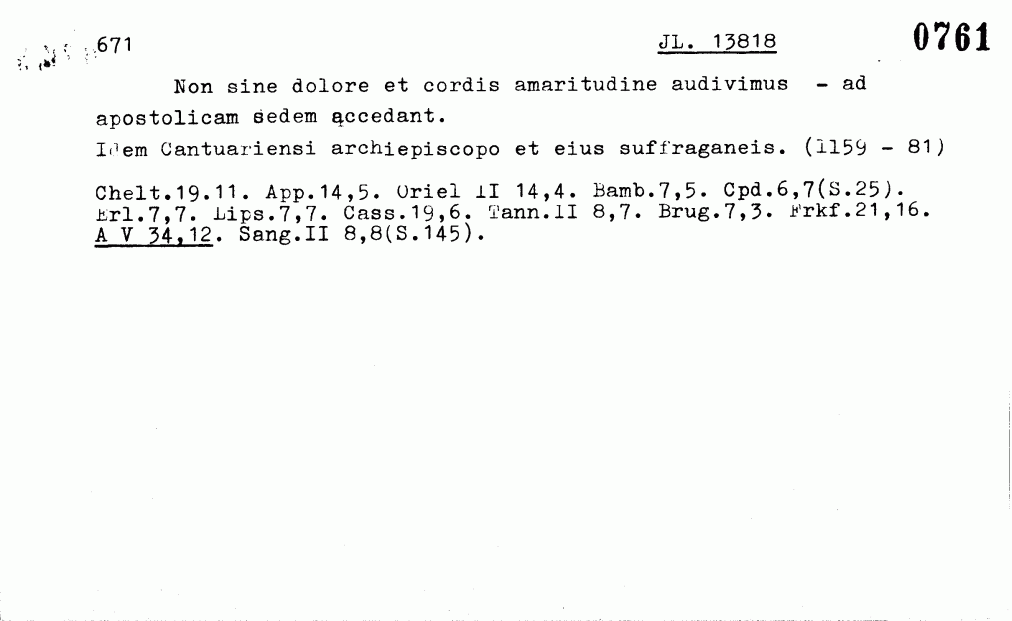 671 JL. 13818 0761
Non sine dolore et cordis amaritudine audivimus - ad
apostolicam sedem accedant.
Idem Cantuariensi archiepiscopo et eius suffraganeis. (1159 - 81)
Chelt.19.11. App.14,5. Oriel II 14,4. Bamb.7,5. Cpd.6,7(S.25).
Erl.7,7. Lips.7,7. Cass.19,6. Tann.II 8,7. Brug.7,3. Frkf.21,16.
A V 34,12. Sang.II 8,8(S.145).